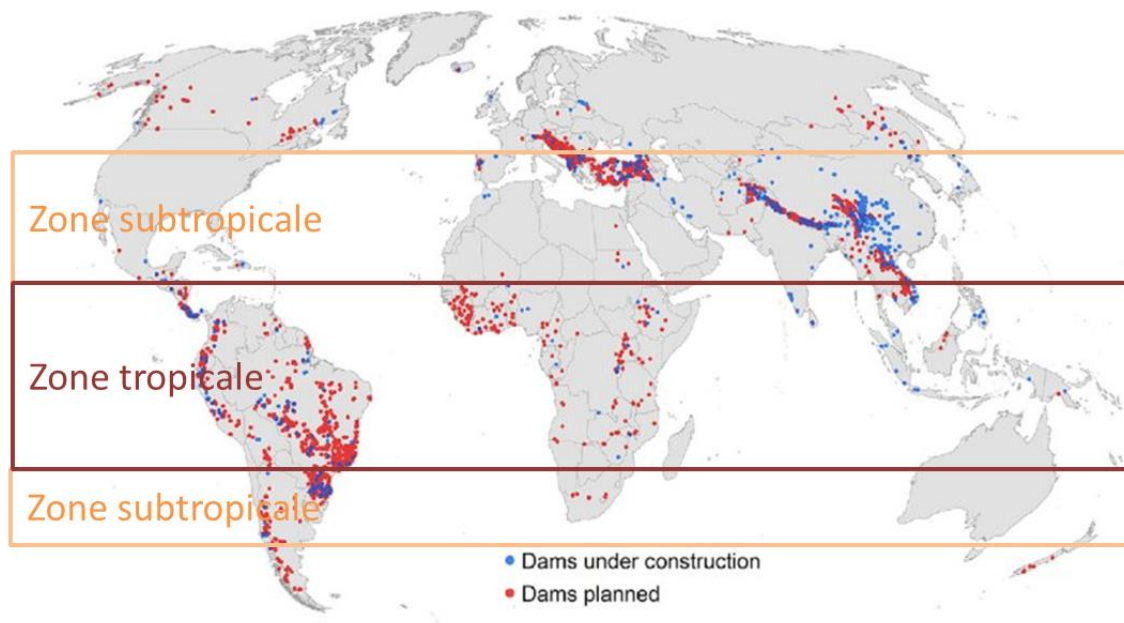 Zone subtropicale
Zone tropicale
Zone subtropicale
Dams under construction
Dams planned